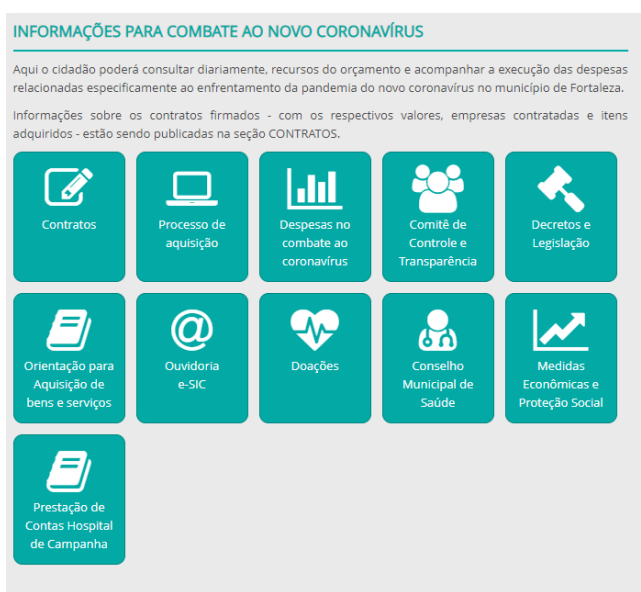 INFORMAÇÕES PARA COMBATE AO NOVO CORONAVÍRUS
Aqui o cidadão poderá consultar diariamente, recursos do orçamento e acompanhar a execução das despesas
relacionadas especificamente ao enfrentamento da pandemia do novo coronavírus no município de Fortaleza.
Informações sobre os contratos firmados - com os respectivos valores, empresas contratadas e itens
adquiridos - estão sendo publicadas na seção CONTRATOS.
Contratos
Processo de
aquisição
Despesas no
combate ao
coronavírus
Comitê de
Controle e
Transparência
Decretos e
Legislação
Orientação para
Aquisição de
bens e serviços
@
Ouvidoria
e-SIC
Doações
Conselho
Municipal de
Saúde
Medidas
Econômicas e
Proteção Social
Prestação de
Contas Hospital
de Campanha